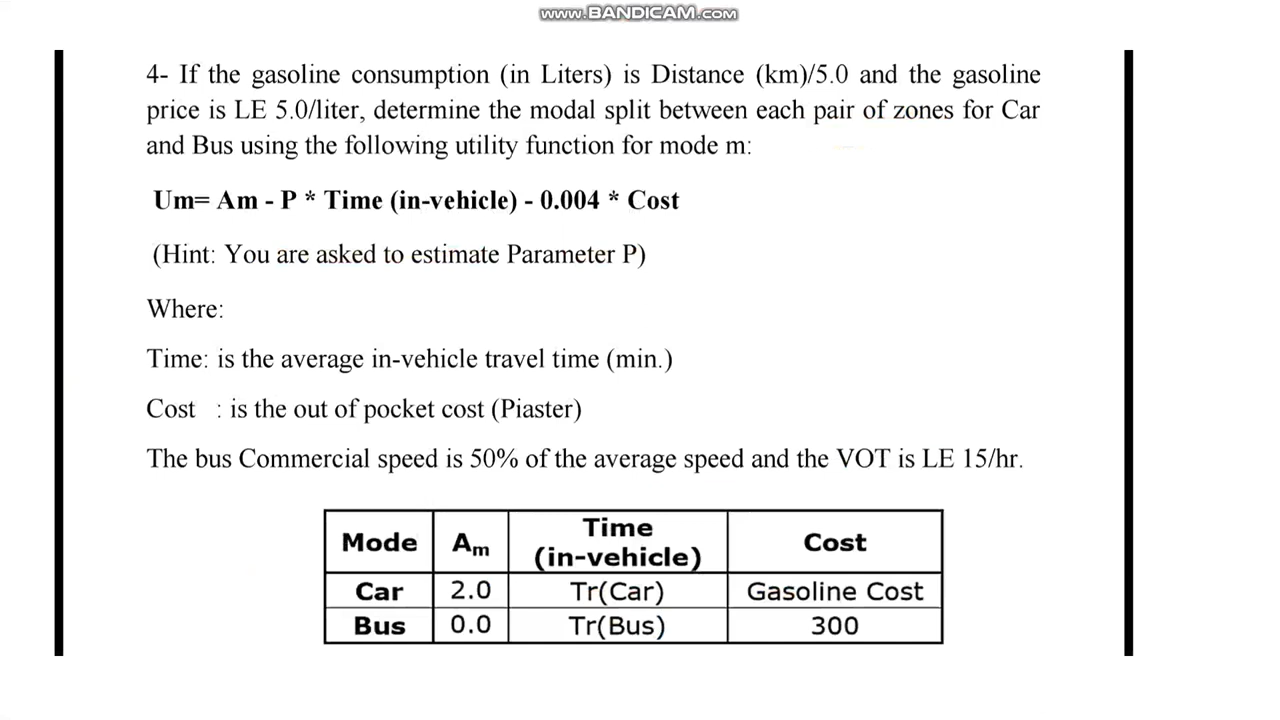 www.BANDICAM.com
4- If the gasoline consumption (in Liters) is Distance (km)/5.0 and the gasoline
price is LE 5.0/liter, determine the modal split between each pair of zones for Car
and Bus using the following utility function for mode m:
Um= Am - P * Time (in-vehicle) - 0.004 * Cost
(Hint: You are asked to estimate Parameter P)
Where:
Time: is the average in-vehicle travel time (min.)
Cost : is the out of pocket cost (Piaster)
The bus Commercial speed is 50% of the average speed and the VOT is LE 15/hr.
Mode Am Time (in-vehicle) Cost
Car 2.0 Tr(Car) Gasoline Cost
Bus 0.0 Tr(Bus) 300